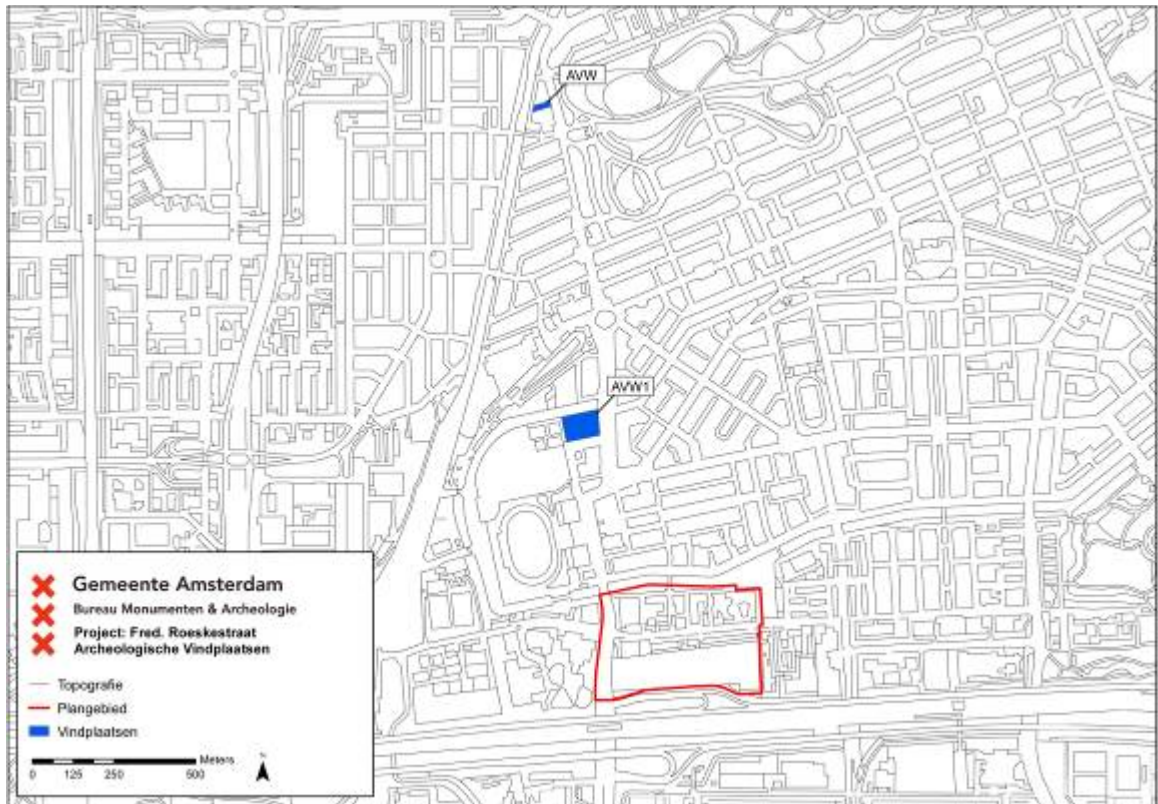 AVW
AVW1
Gemeente Amsterdam
Bureau Monumenten & Archeologie
Project: Fred. Roeskestraat
Archeologische Vindplaatsen
Topografie
Plangebied
Vindplaatsen
Meters
0 125 250 500
N